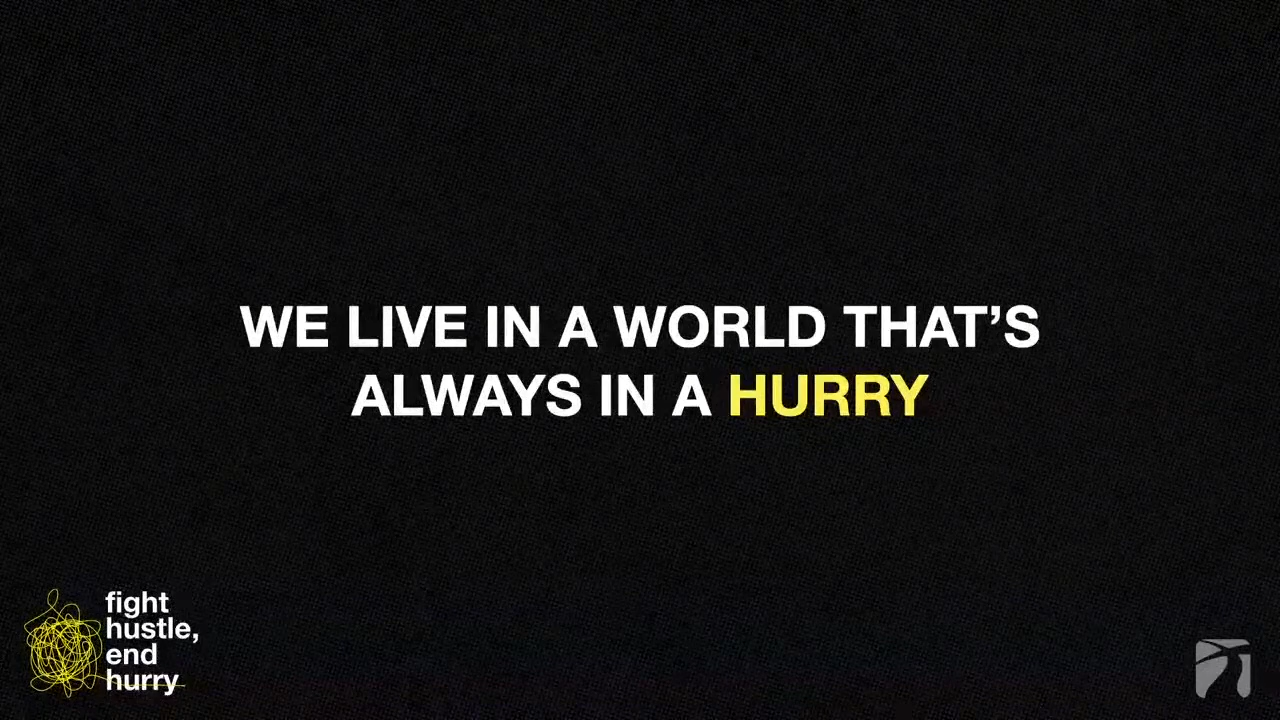 WE LIVE IN A WORLD THAT’S
ALWAYS IN A HURRY
fight
hustle,
end
hurry